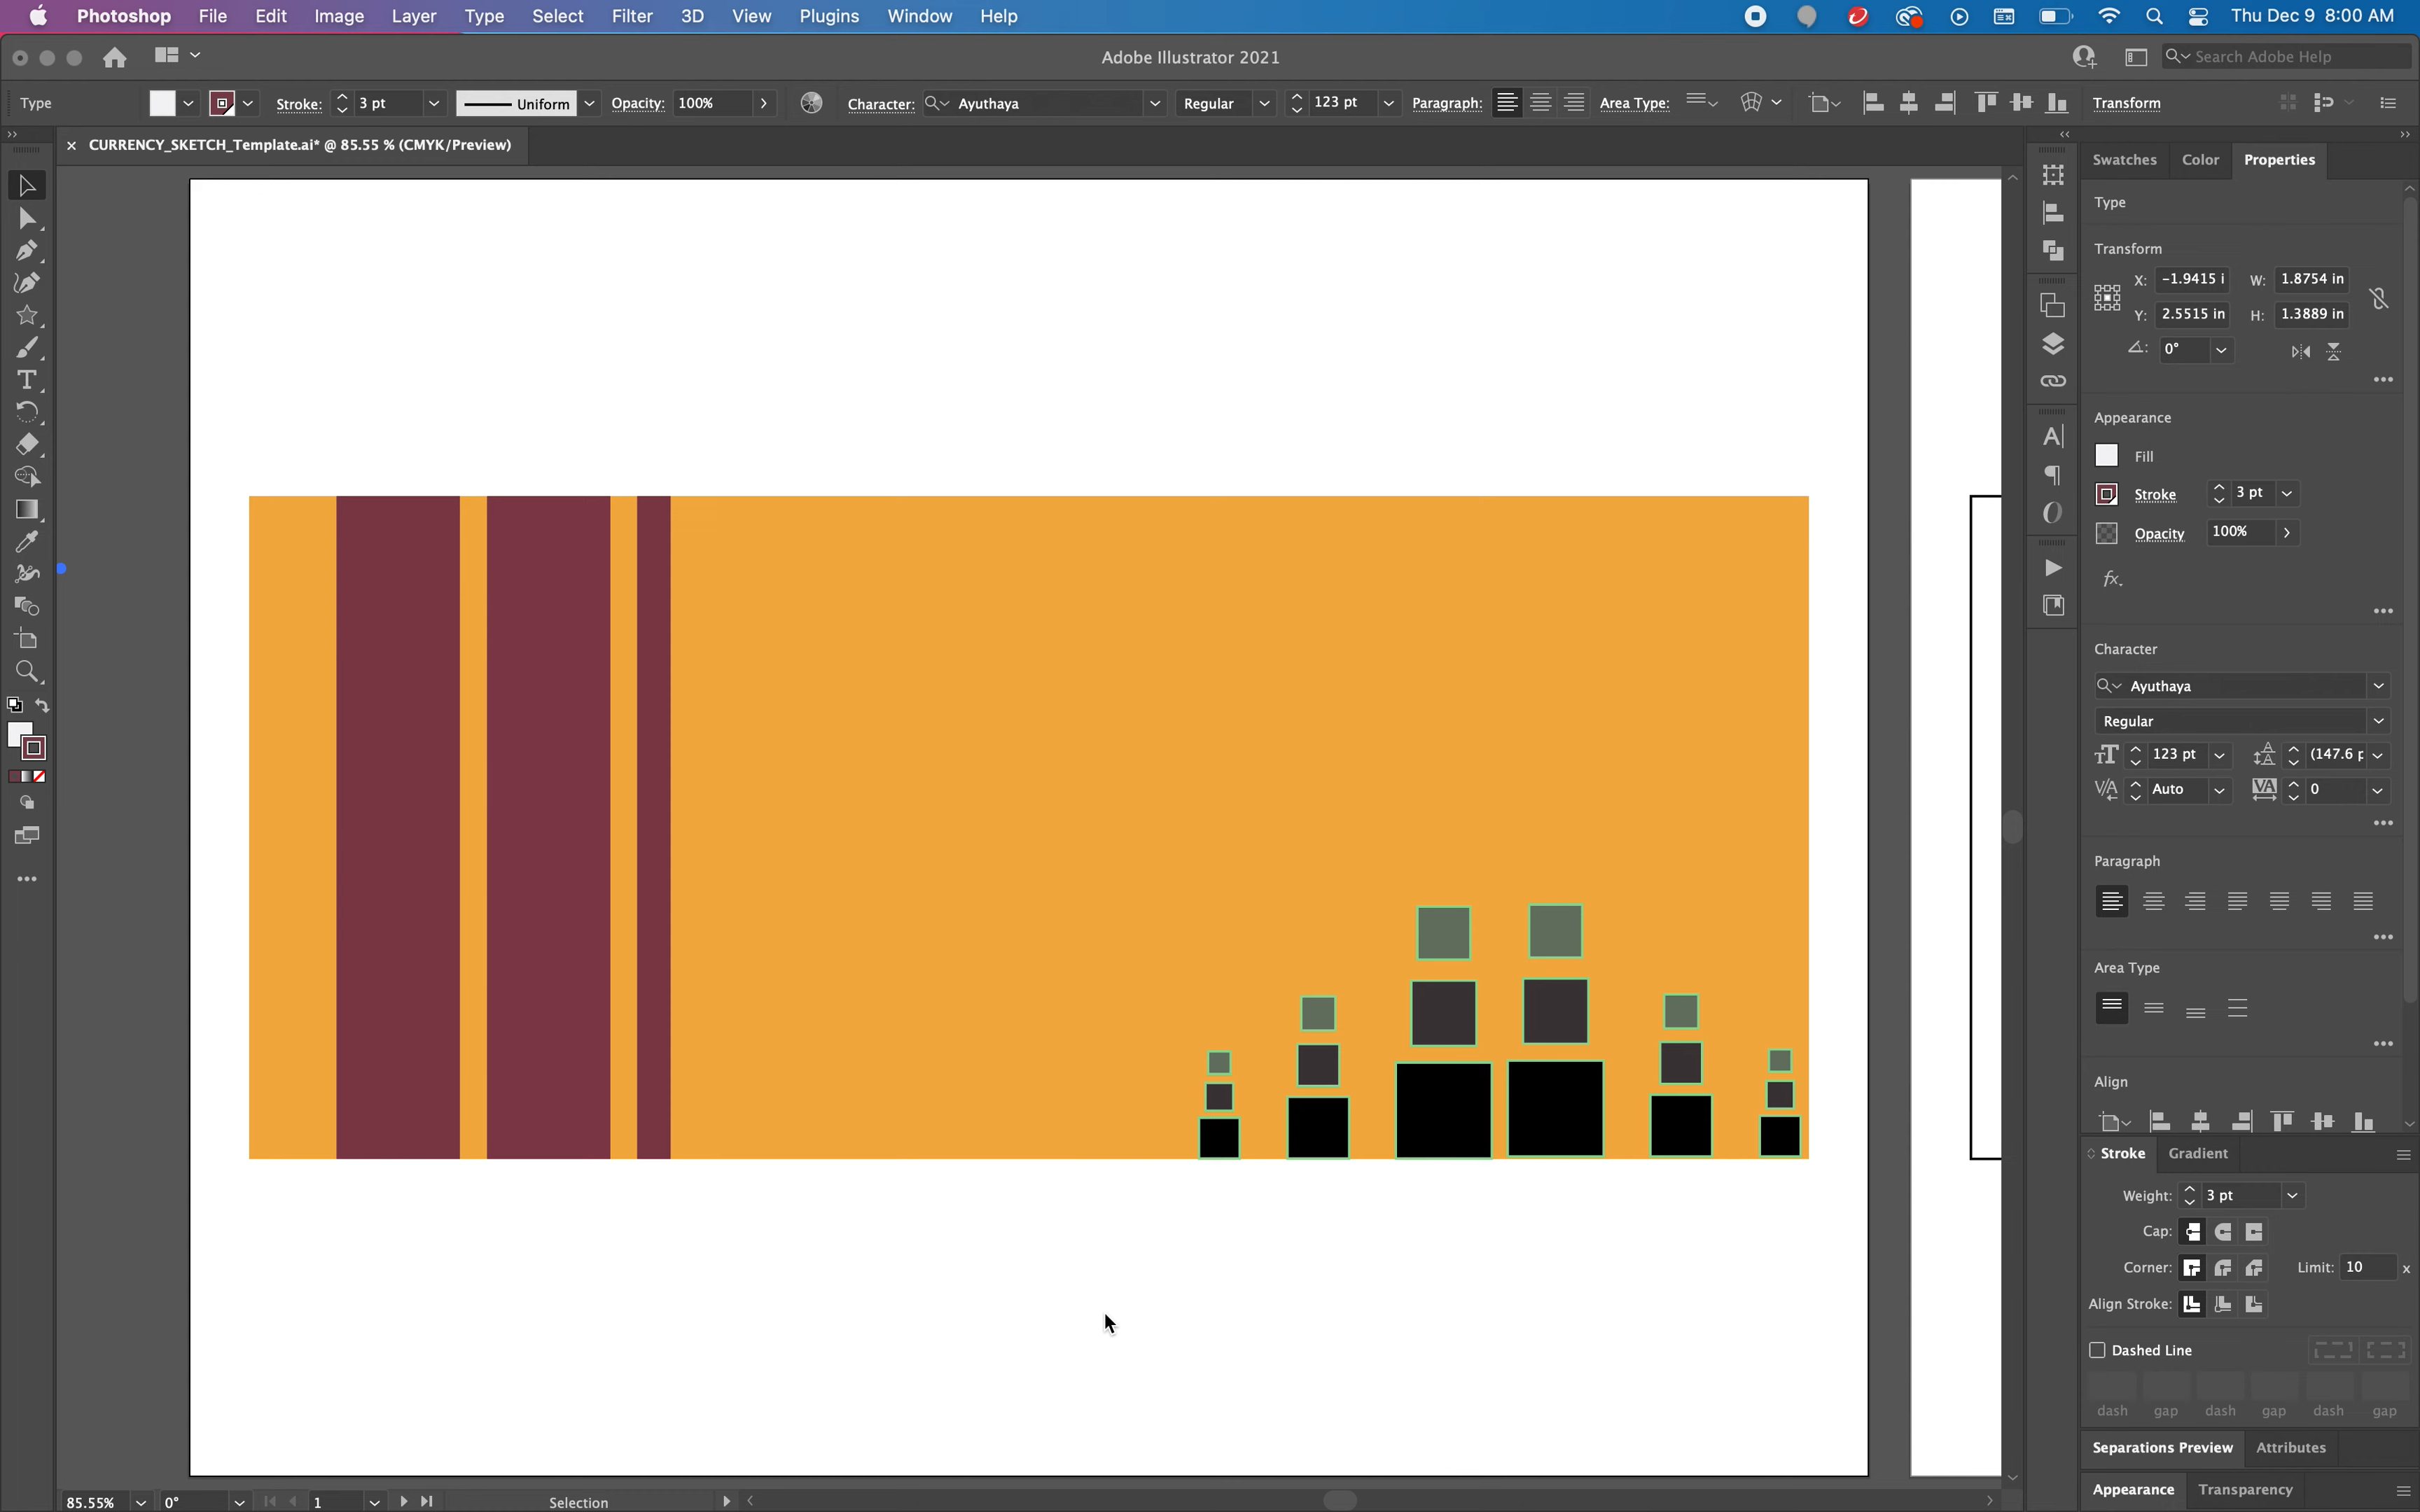 Photoshop File Edit Image Layer Type Select Filter 3D View Plugins Window Help Thu Dec 9 8:00 AM
Adobe Illustrator 2021 Search Adobe Help
Type Stroke: 3 pt Uniform Opacity: 100% Character: Ayuthaya Regular 123 pt Paragraph: Area Type: Transform
× CURRENCY_SKETCH_Template.ai* @ 85.55 % (CMYK/Preview)
Swatches Color Properties
Type
Transform
X: -1.9415 i W: 1.8754 in
Y: 2.5515 in H: 1.3889 in
0°
Appearance
Fill
Stroke 3 pt
Opacity 100%
fx.
Character
Ayuthaya
Regular
123 pt (147.6 p
Auto 0
Paragraph
Area Type
Align
Stroke Gradient
Weight: 3 pt
Cap:
Corner: Limit: 10 x
Align Stroke:
Dashed Line
dash gap dash gap dash gap
Separations Preview Attributes
Appearance Transparency
85.55% 0° 1 Selection